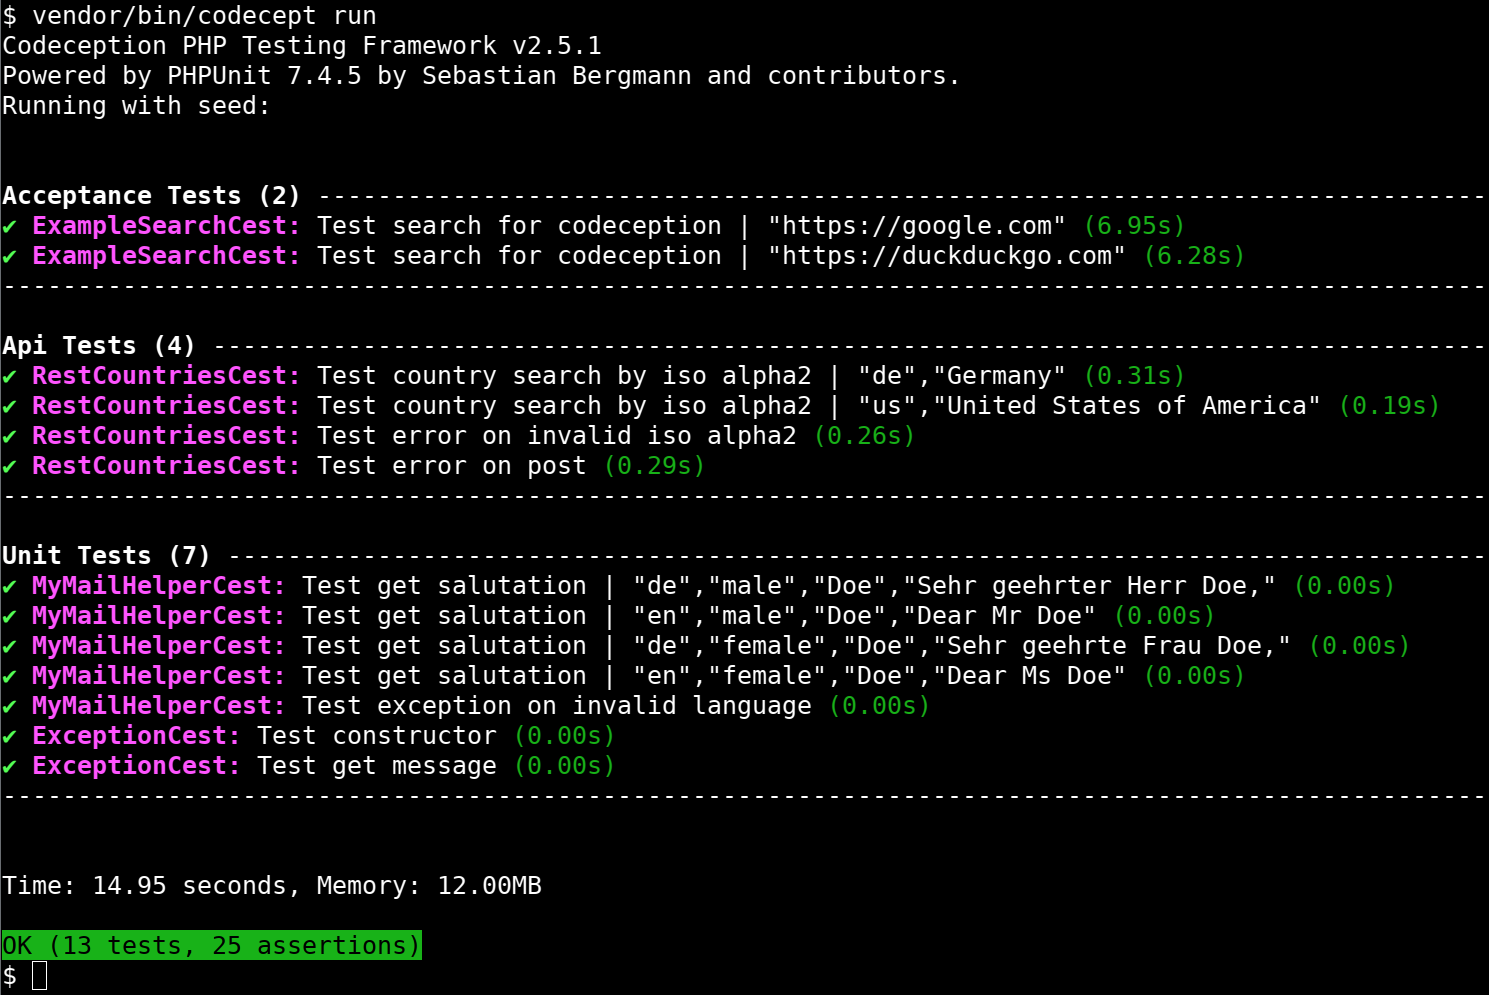 $ vendor/bin/codecept run
Codeception PHP Testing Framework v2.5.1
Powered by PHPUnit 7.4.5 by Sebastian Bergmann and contributors.
Running with seed:
Acceptance Tests (2) ------------------------------------------------------------------------------
✔ ExampleSearchCest: Test search for codeception | "https://google.com" (6.95s)
✔ ExampleSearchCest: Test search for codeception | "https://duckduckgo.com" (6.28s)
---------------------------------------------------------------------------------------------------
Api Tests (4) -------------------------------------------------------------------------------------
✔ RestCountriesCest: Test country search by iso alpha2 | "de","Germany" (0.31s)
✔ RestCountriesCest: Test country search by iso alpha2 | "us","United States of America" (0.19s)
✔ RestCountriesCest: Test error on invalid iso alpha2 (0.26s)
✔ RestCountriesCest: Test error on post (0.29s)
---------------------------------------------------------------------------------------------------
Unit Tests (7) ------------------------------------------------------------------------------------
✔ MyMailHelperCest: Test get salutation | "de","male","Doe","Sehr geehrter Herr Doe," (0.00s)
✔ MyMailHelperCest: Test get salutation | "en","male","Doe","Dear Mr Doe" (0.00s)
✔ MyMailHelperCest: Test get salutation | "de","female","Doe","Sehr geehrte Frau Doe," (0.00s)
✔ MyMailHelperCest: Test get salutation | "en","female","Doe","Dear Ms Doe" (0.00s)
✔ MyMailHelperCest: Test exception on invalid language (0.00s)
✔ ExceptionCest: Test constructor (0.00s)
✔ ExceptionCest: Test get message (0.00s)
---------------------------------------------------------------------------------------------------
Time: 14.95 seconds, Memory: 12.00MB
OK (13 tests, 25 assertions)
$